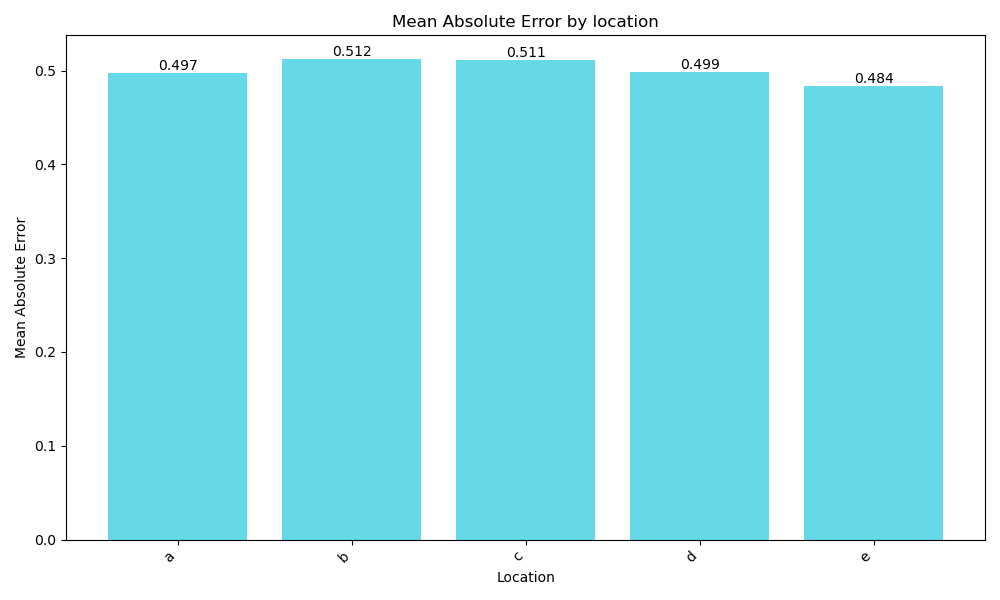 Mean Absolute Error by location
Mean Absolute Error
0.5
0.4
0.3
0.2
0.1
0.0
0.497
0.512
0.511
0.499
0.484
a
b
c
d
e
Location